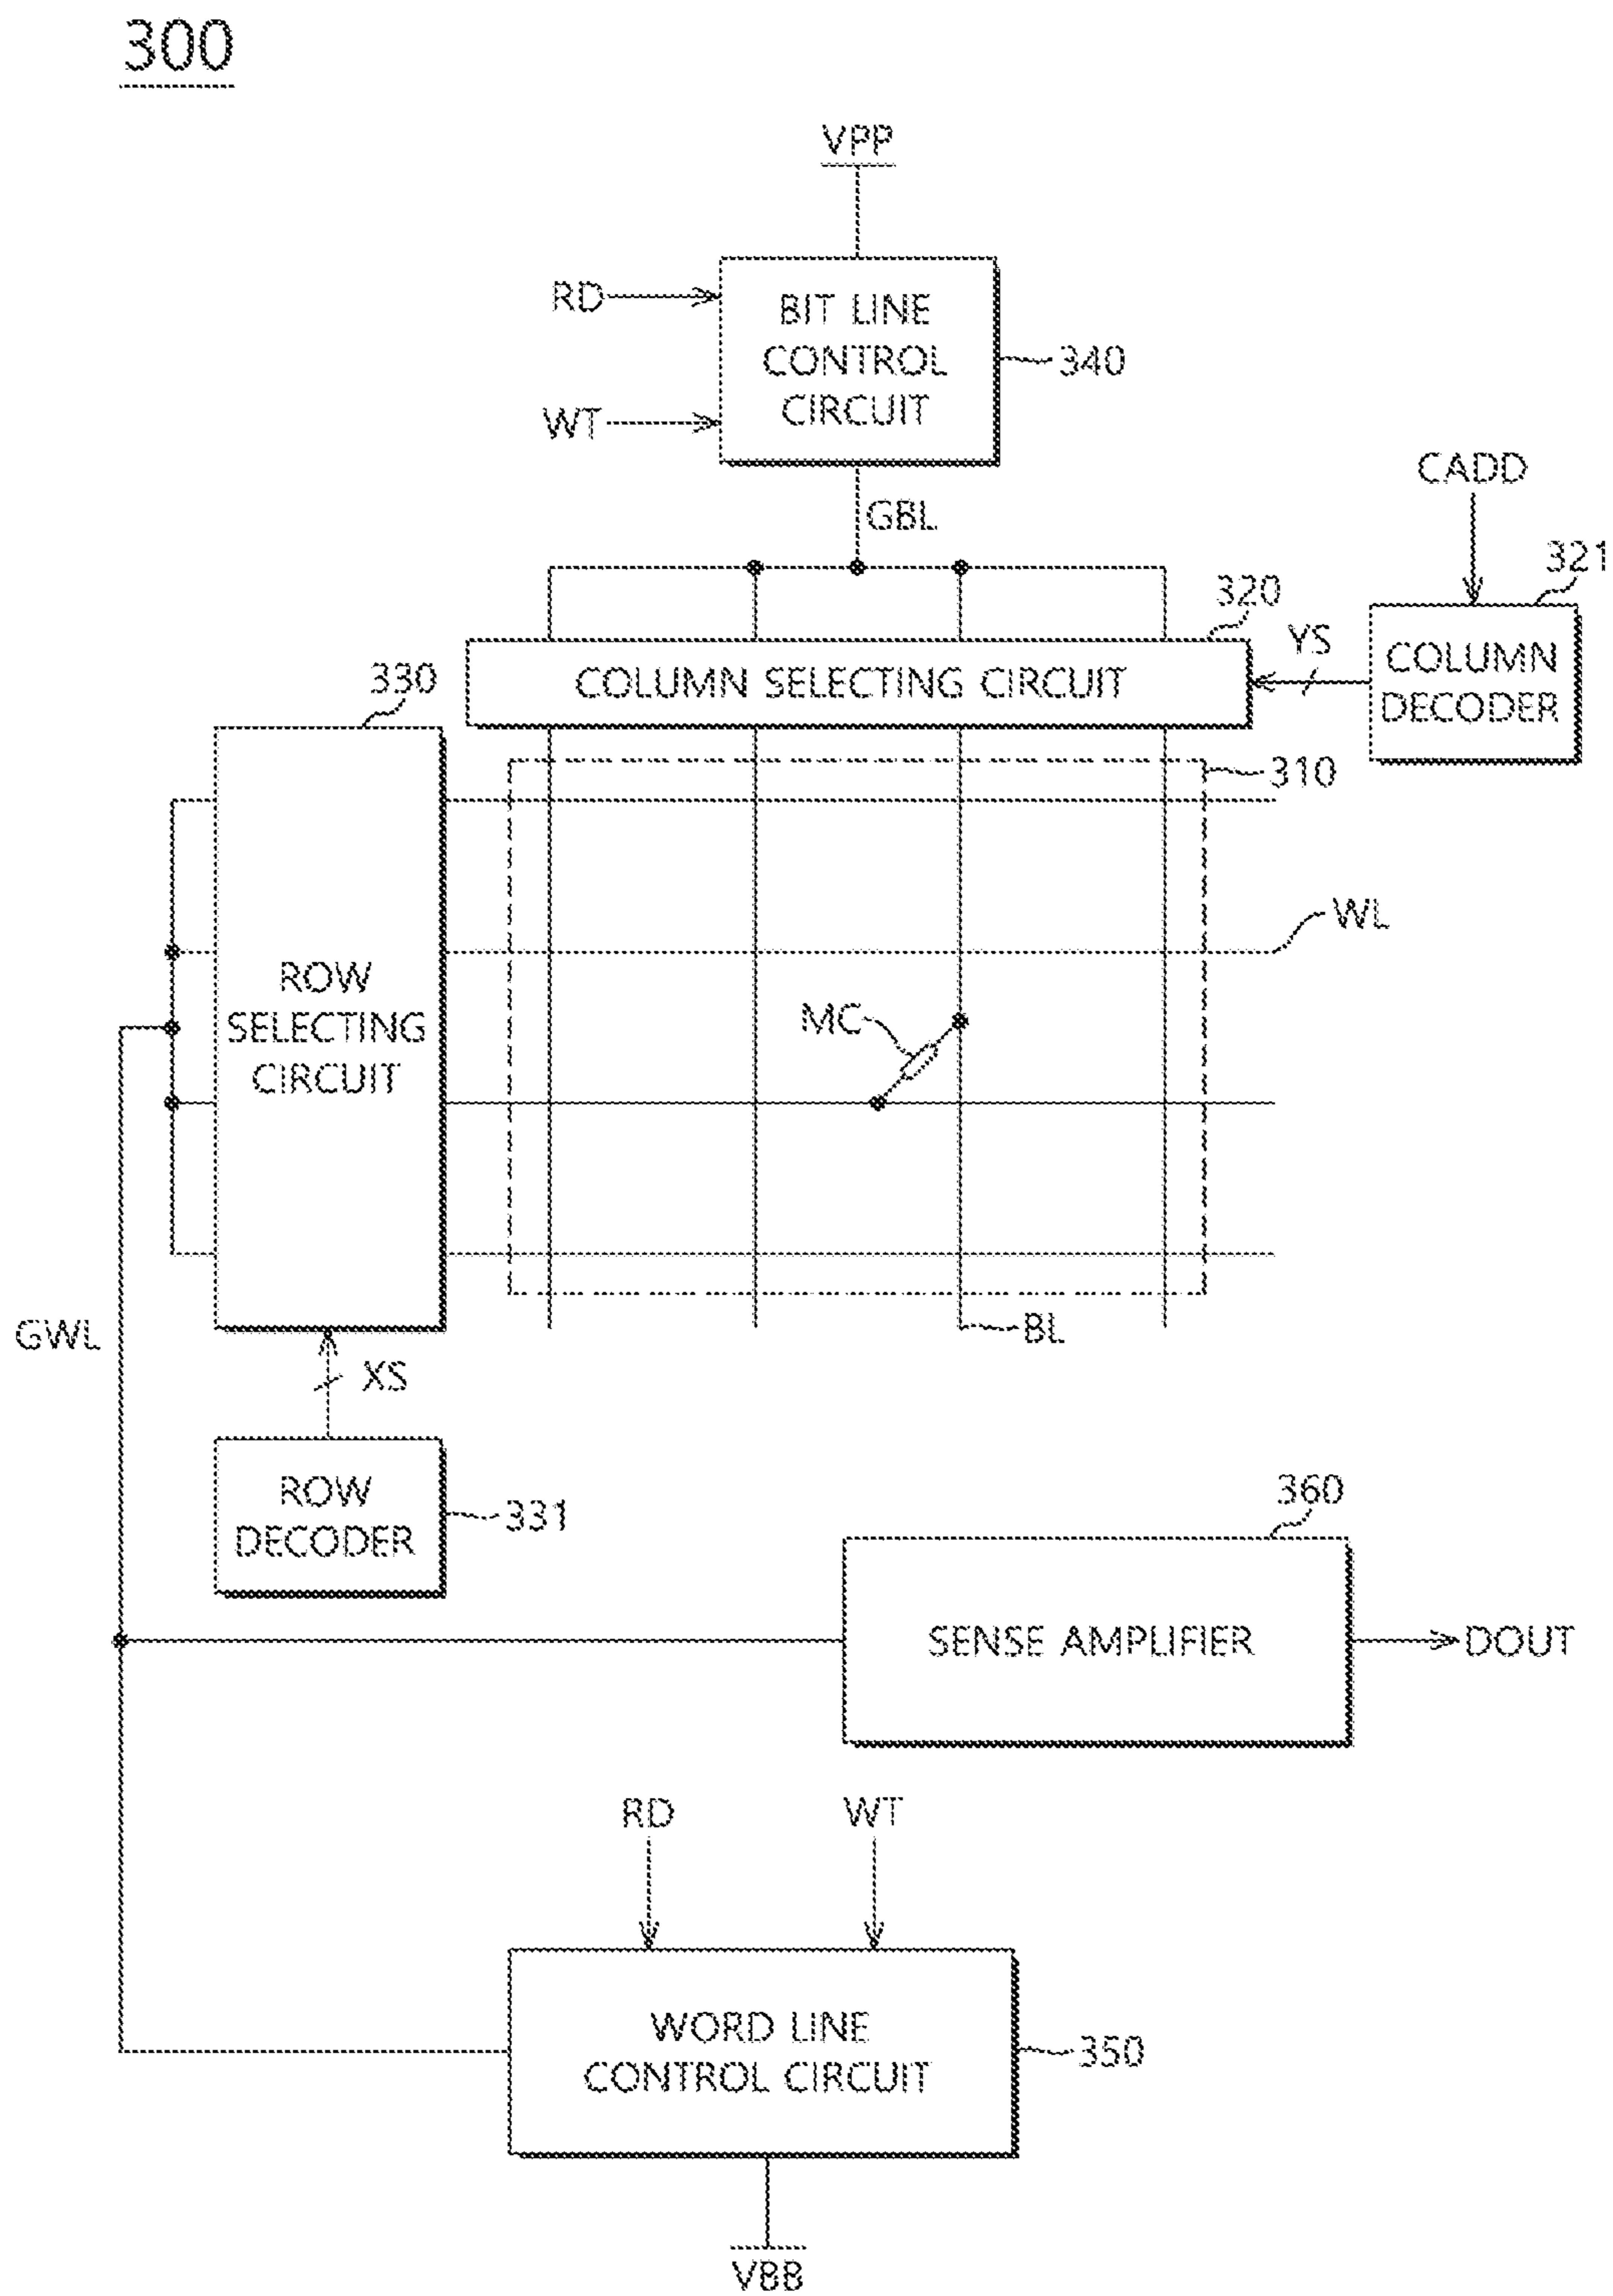 300
VPP
RD
BIT LINE
CONTROL
CIRCUIT
340
WT
GBL
CADD
321
320
YS
COLUMN
DECODER
COLUMN SELECTING CIRCUIT
330
310
WL
ROW
SELECTING
CIRCUIT
MC
GWL
BL
XS
ROW
DECODER
331
360
SENSE AMPLIFIER
DOUT
RD
WT
WORD LINE
CONTROL CIRCUIT
350
VBB